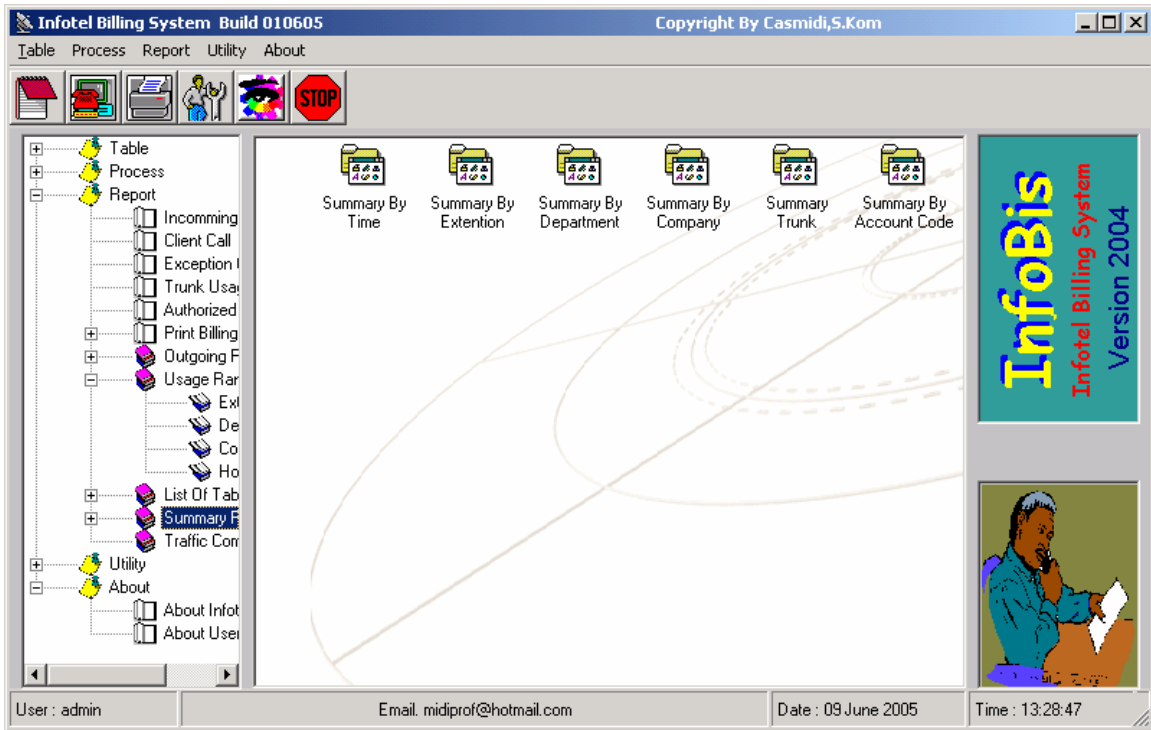 Infotel Billing System Build 010605 Copyright By Casmidi,S.Kom
Table Process Report Utility About
STOP
Table
Process
Report
Incomming
Client Call
Exception
Trunk Usa
Authorized
Print Billing
Outgoing F
Usage Ran
Ext
De
Co
Ho
List Of Tab
Summary F
Traffic Com
Utility
About
About Infot
About User
Summary By
Time
Summary By
Extention
Summary By
Department
Summary By
Company
Summary
Trunk
Summary By
Account Code
InfoBis
Infotel Billing System
Version 2004
User : admin
Email. midiprof@hotmail.com
Date : 09 June 2005
Time : 13:28:47